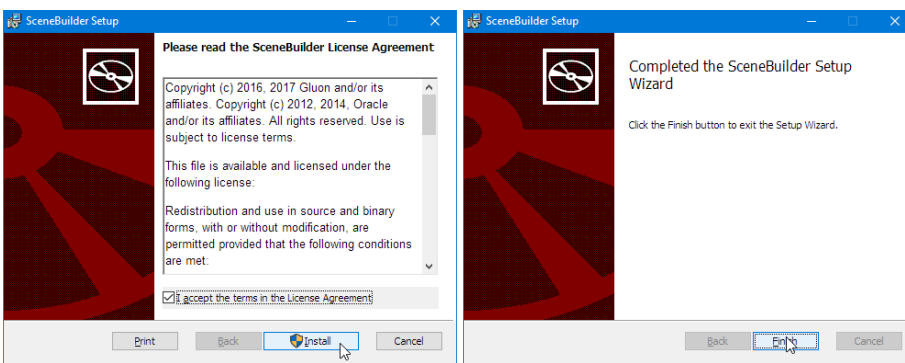 SceneBuilder Setup
Please read the SceneBuilder License Agreement
Copyright (c) 2016, 2017 Gluon and/or its
affiliates. Copyright (c) 2012, 2014, Oracle
and/or its affiliates. All rights reserved. Use is
subject to license terms.
This file is available and licensed under the
following license:
Redistribution and use in source and binary
forms, with or without modification, are
permitted provided that the following conditions
are met:
I accept the terms in the License Agreement
Print
Back
Install
Cancel
SceneBuilder Setup
Completed the SceneBuilder Setup
Wizard
Click the Finish button to exit the Setup Wizard.
Back
Finish
Cancel